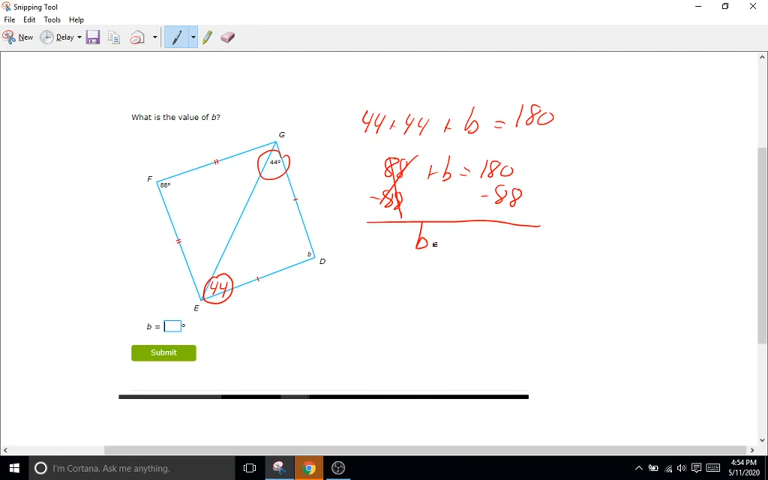 Snipping Tool
File Edit Tools Help
New Delay
What is the value of b?
G
44°
F
88°
b
D
44
E
b = °
Submit
44+44 + b = 180
88 + b = 180
-88 -88
b =
I'm Cortana. Ask me anything.
4:54 PM
5/11/2020